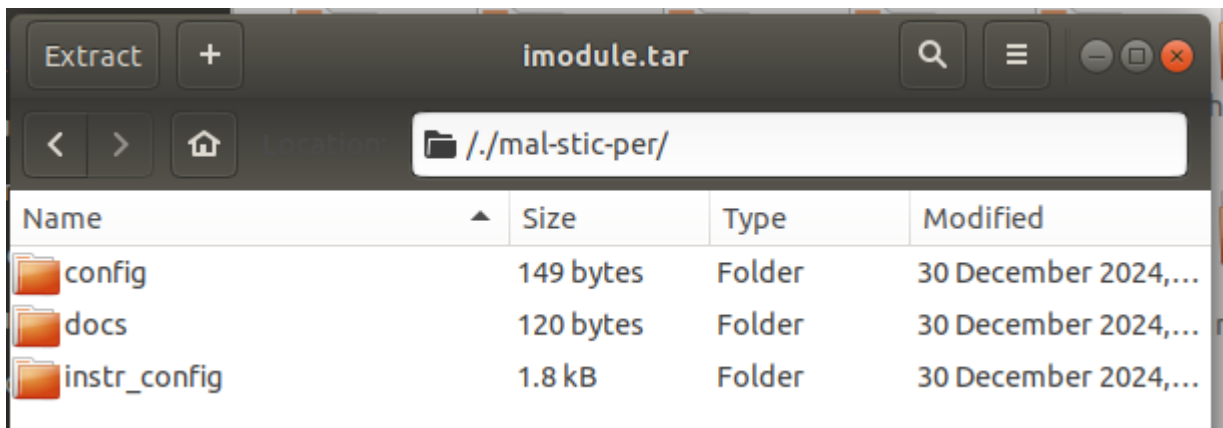 Extract + imodule.tar
Location: /./mal-stic-per/
Name Size Type Modified
config 149 bytes Folder 30 December 2024,...
docs 120 bytes Folder 30 December 2024,...
instr_config 1.8 kB Folder 30 December 2024,...